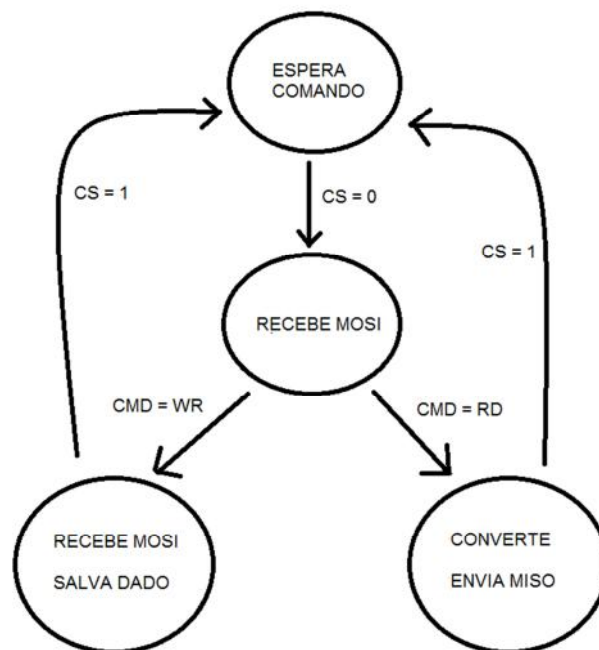 ESPERA
COMANDO
CS = 1
CS = 0
CS = 1
RECEBE MOSI
CMD = WR
CMD = RD
RECEBE MOSI
SALVA DADO
CONVERTE
ENVIA MISO